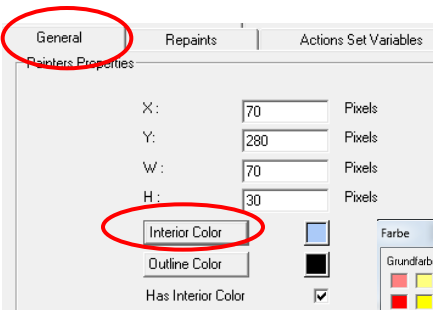 General Repaints Actions Set Variables
Painters Properties
X : 70 Pixels
Y: 280 Pixels
W : 70 Pixels
H : 30 Pixels
Interior Color Farbe
Outline Color Grundfarb
Has Interior Color